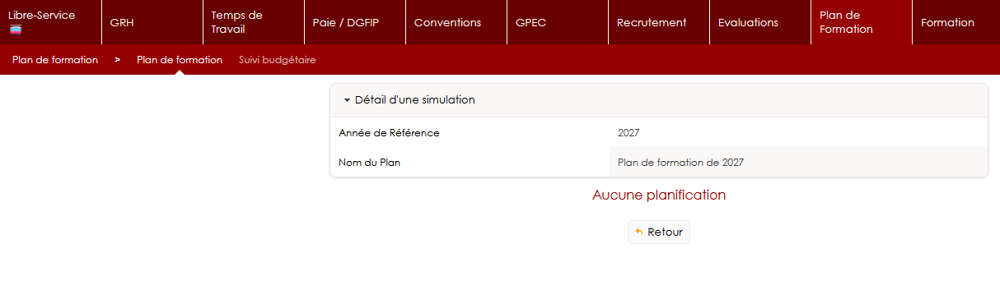 Libre-Service
GRH
Temps de
Travail
Paie / DGFIP
Conventions
GPEC
Recrutement
Evaluations
Plan de
Formation
Formation
Plan de formation > Plan de formation Suivi budgétaire
Détail d'une simulation
Année de Référence 2027
Nom du Plan Plan de formation de 2027
Aucune planification
Retour